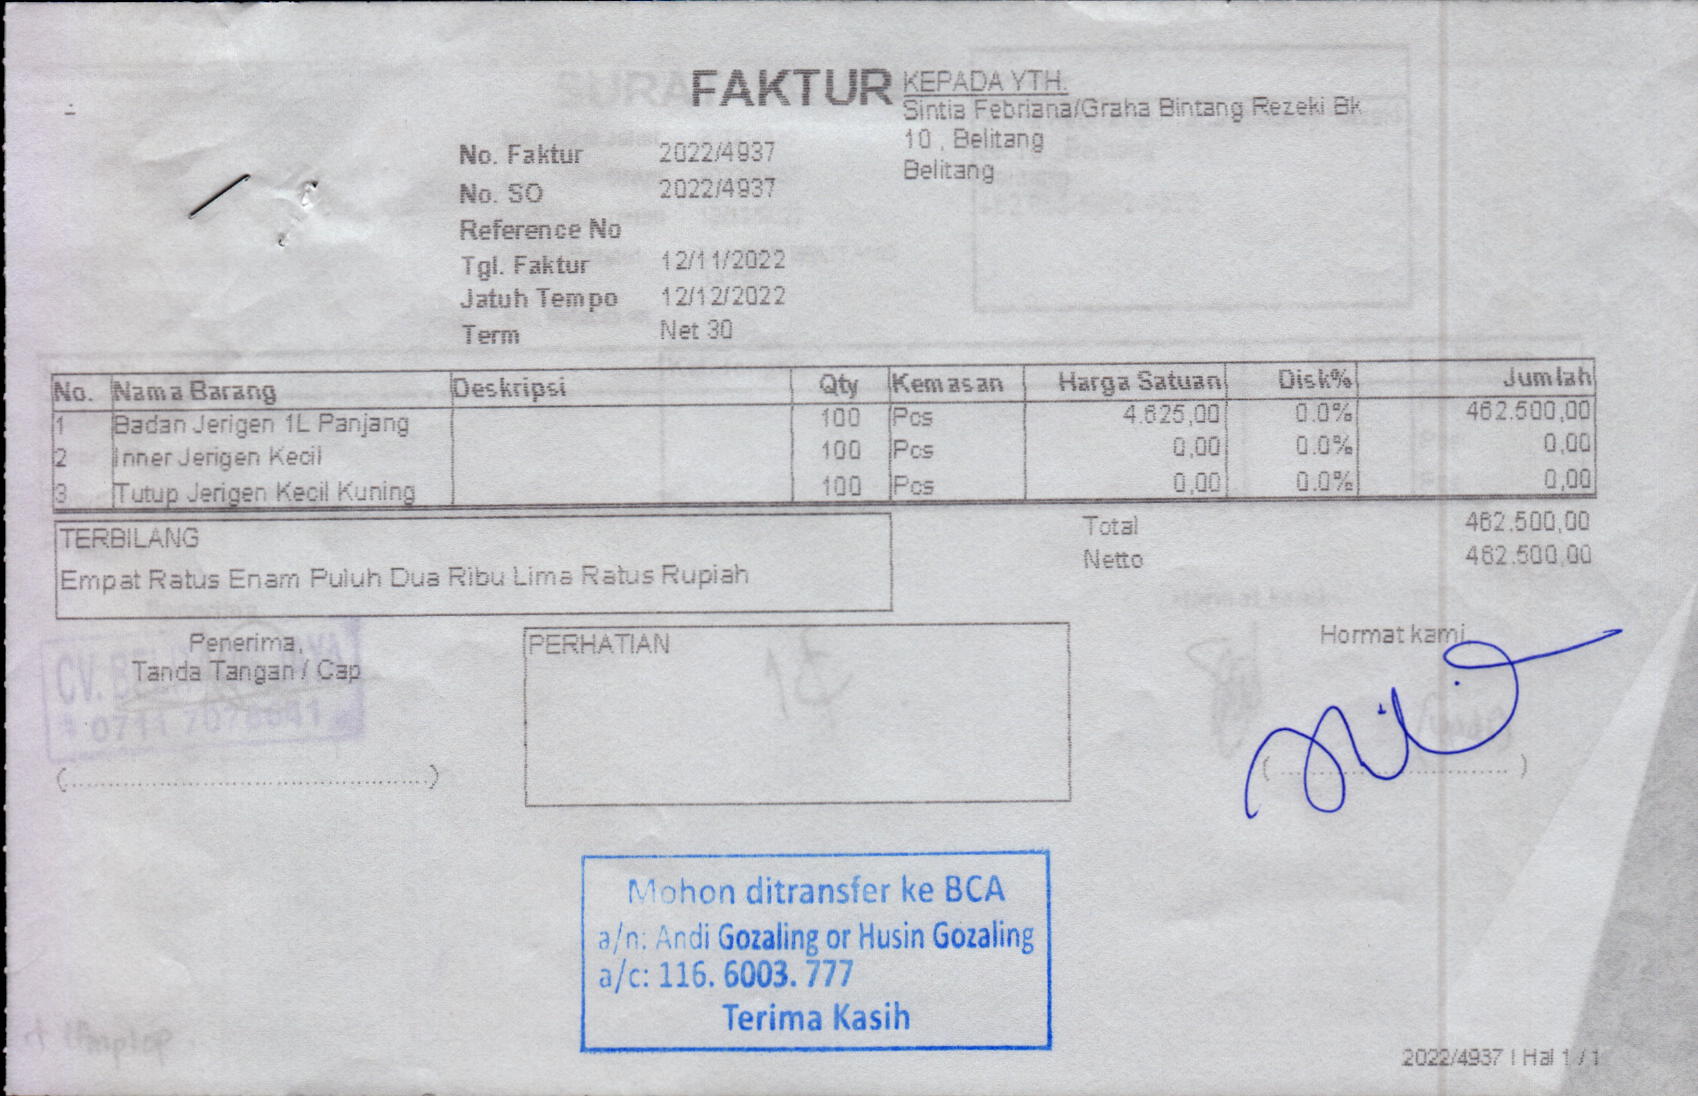 FAKTUR
KEPADA YTH.
Sintia Febriana/Graha Bintang Rezeki Bk
10 , Belitang
Belitang
No. Faktur 2022/4937
No. SO 2022/4937
Reference No
Tgl. Faktur 12/11/2022
Jatuh Tempo 12/12/2022
Term Net 30
No. Nama Barang Deskripsi Qty Kemasan Harga Satuan Disk% Jumlah
1 Badan Jerigen 1L Panjang 100 Pcs 4.625,00 0.0% 462.500,00
2 Inner Jerigen Kecil 100 Pcs 0,00 0.0% 0,00
3 Tutup Jerigen Kecil Kuning 100 Pcs 0,00 0.0% 0,00
TERBILANG
Empat Ratus Enam Puluh Dua Ribu Lima Ratus Rupiah
Total 462.500,00
Netto 462.500,00
Penerima,
Tanda Tangan / Cap
PERHATIAN
Hormat kami
Mohon ditransfer ke BCA
a/n: Andi Gozaling or Husin Gozaling
a/c: 116. 6003. 777
Terima Kasih
2022/4937 | Hal 1 / 1